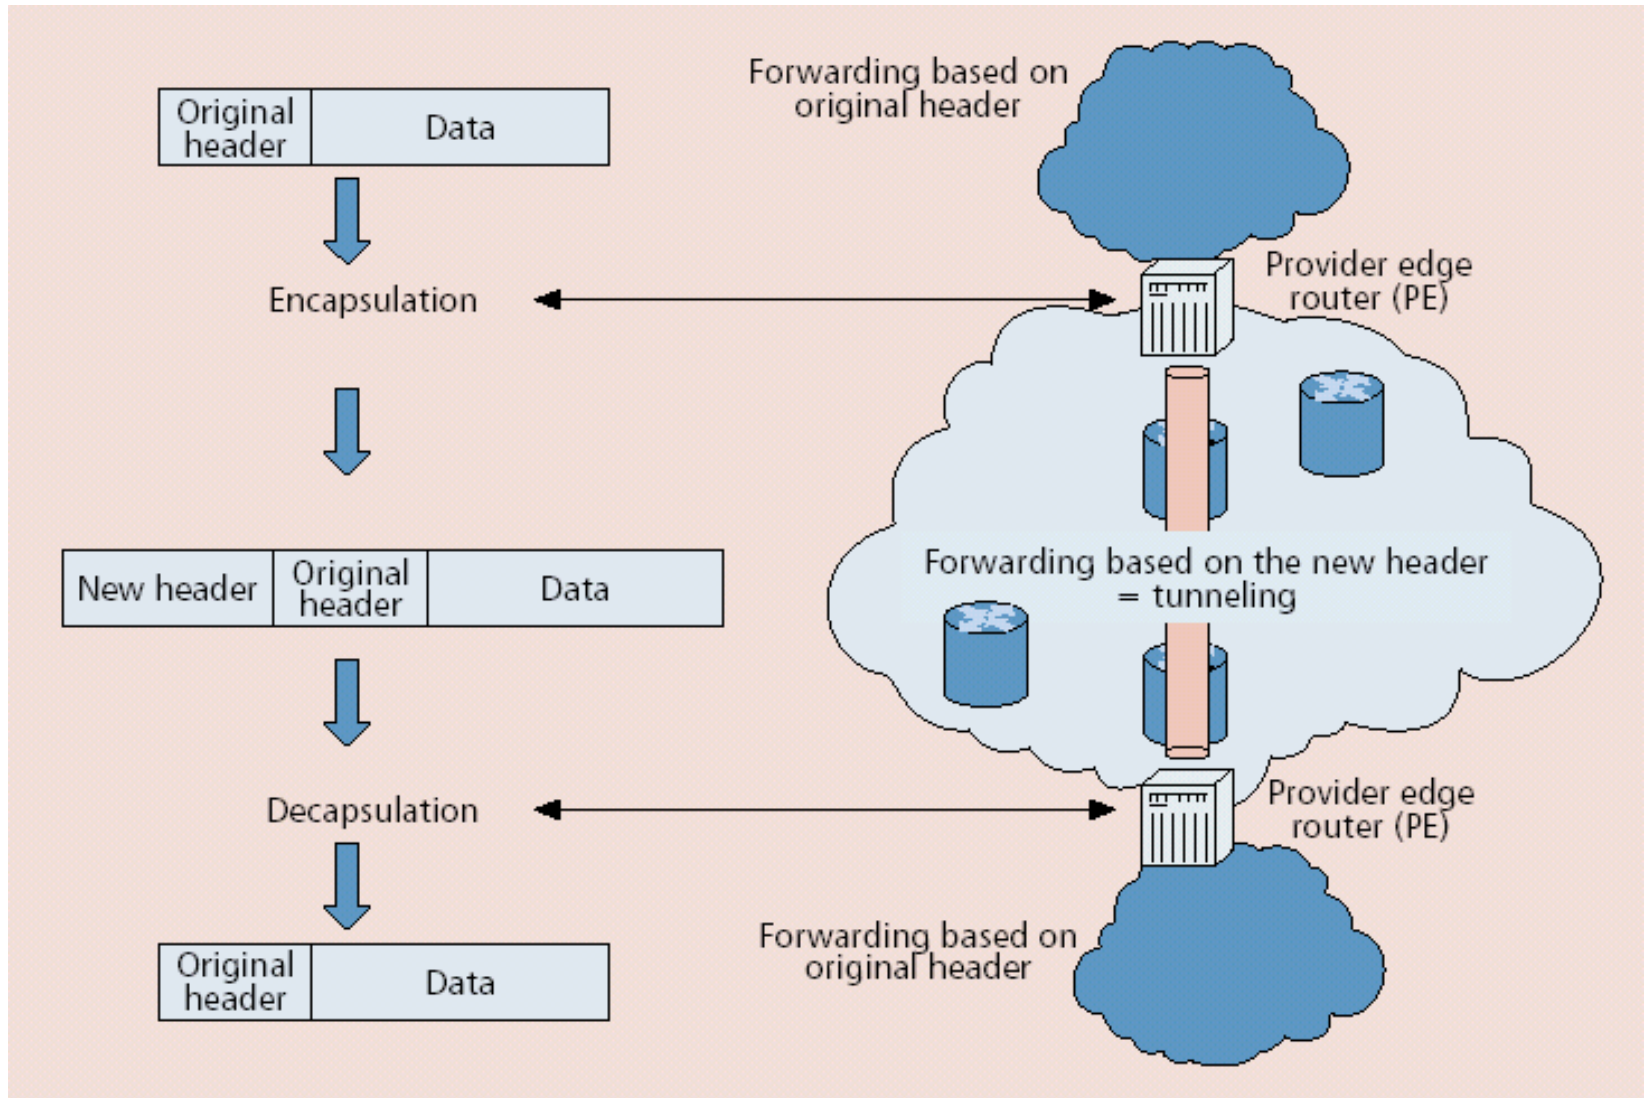 Forwarding based on
original header
Original
header
Data
Provider edge
router (PE)
Encapsulation
New header
Original
header
Data
Forwarding based on the new header
= tunneling
Decapsulation
Provider edge
router (PE)
Forwarding based on
original header
Original
header
Data